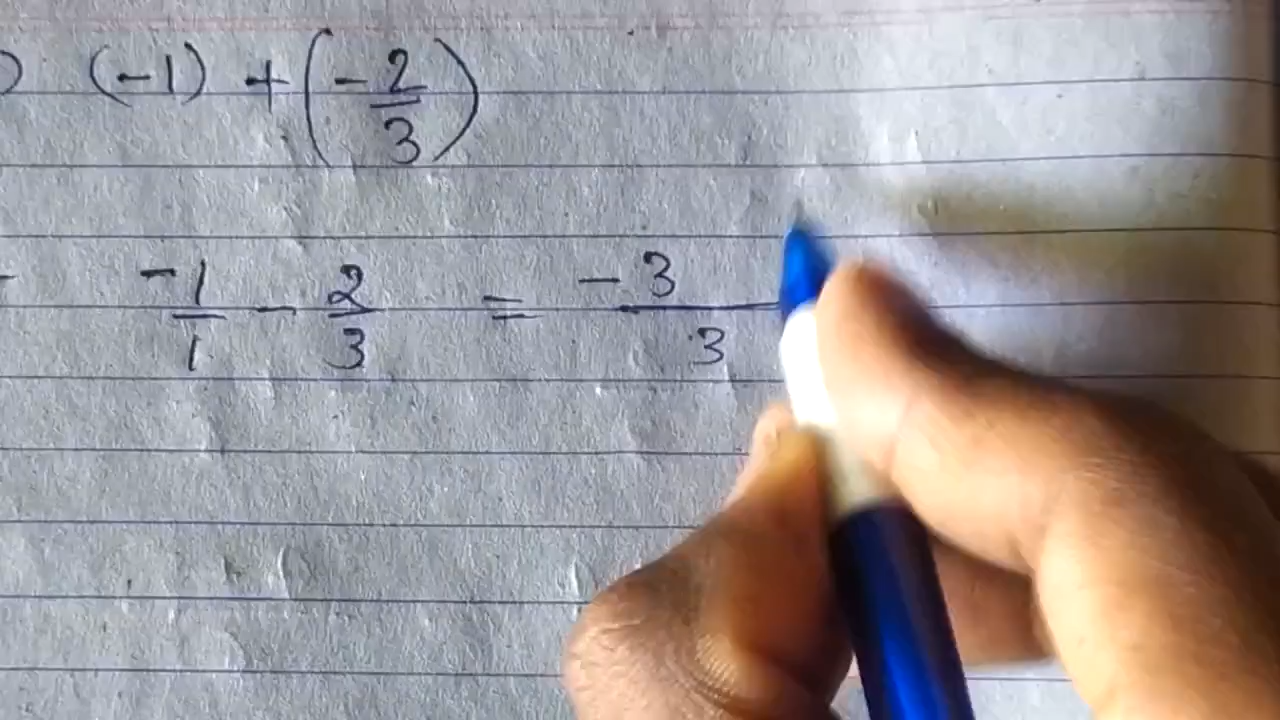 ) (-1) + (-2/3)
- -1/1 - 2/3 = -3/3